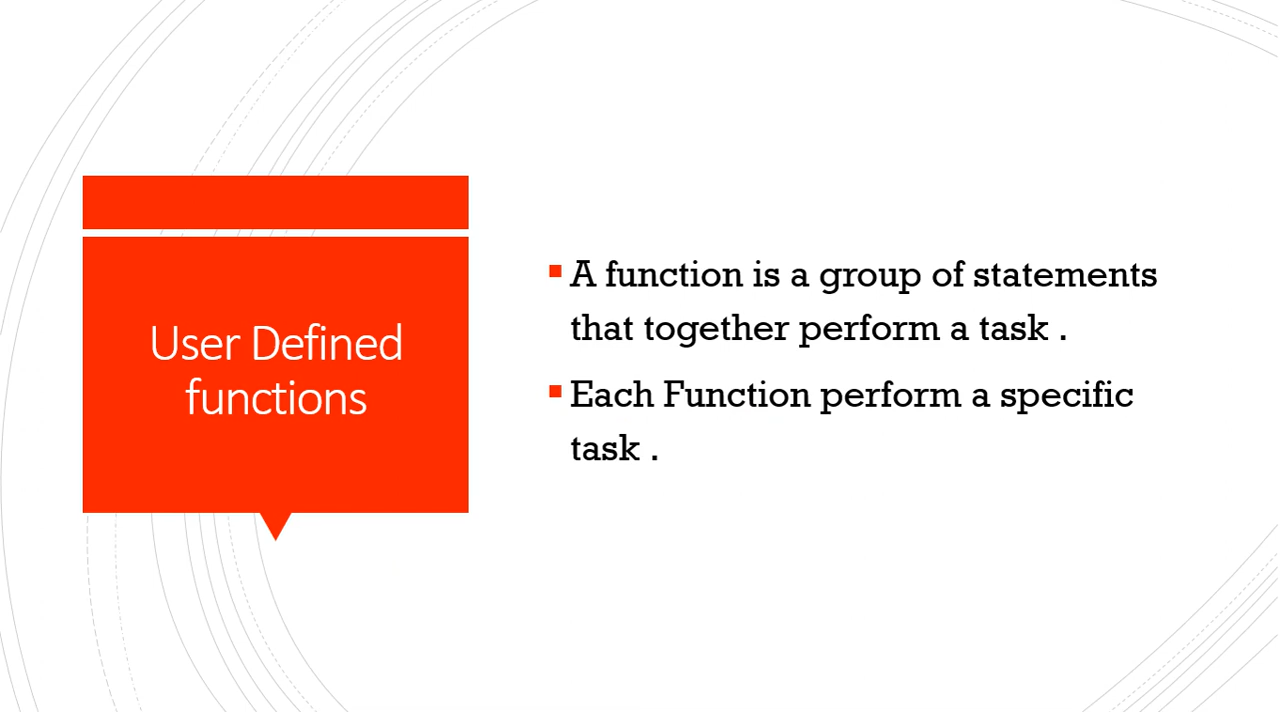 User Defined
functions
A function is a group of statements
that together perform a task .
Each Function perform a specific
task .